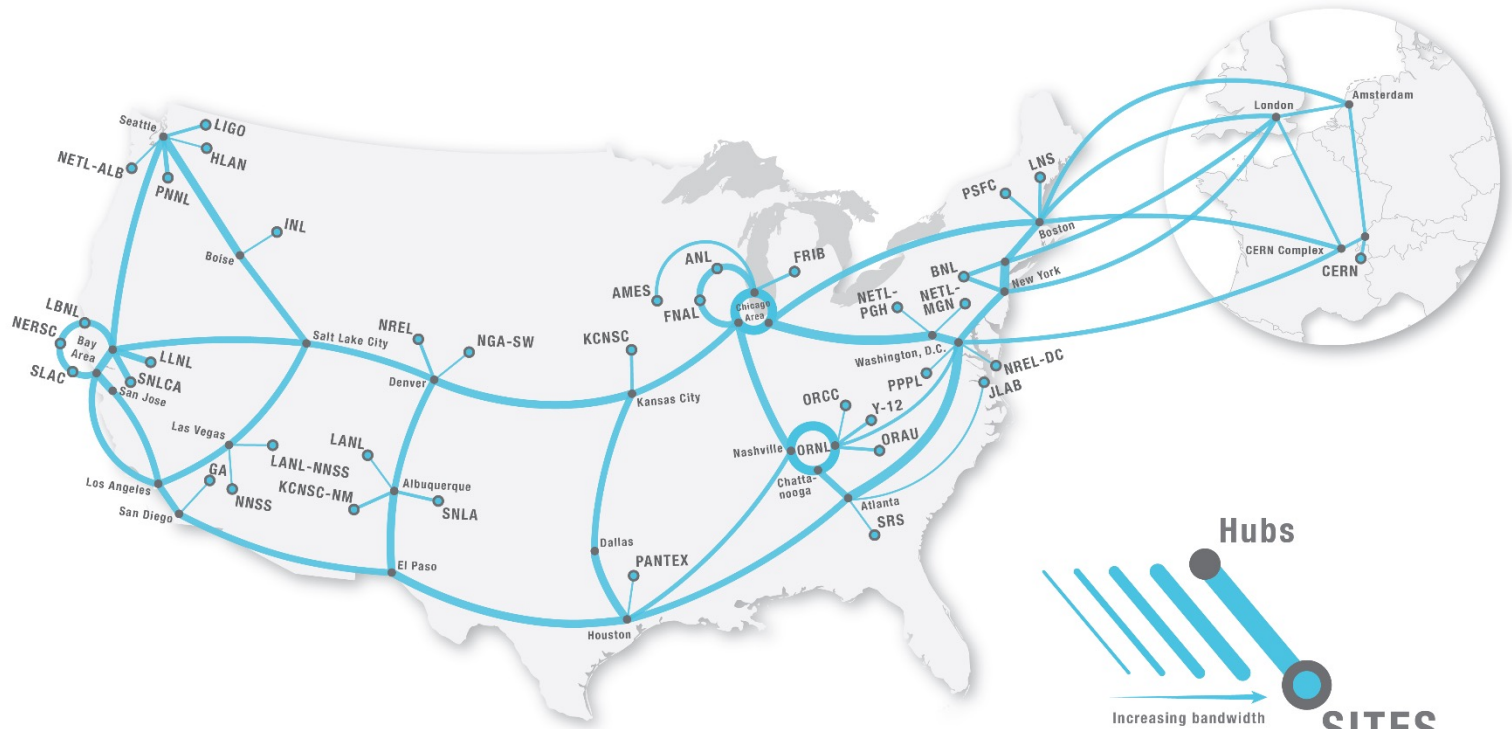 Seattle
LIGO
HLAN
NETL-ALB
PNNL
INL
Boise
LBNL
NERSC
Bay
Area
LLNL
SLAC
SNLCA
San Jose
Salt Lake City
NREL
NGA-SW
Denver
Las Vegas
GA
LANL-NNSS
NNSS
Los Angeles
San Diego
LANL
KCNSC-NM
Albuquerque
SNLA
El Paso
KCNSC
Kansas City
Dallas
PANTEX
Houston
AMES
ANL
FNAL
Chicago
Area
FRIB
Nashville
ORNL
ORCC
Y-12
ORAU
Chatta-
nooga
Atlanta
SRS
NETL-
PGH
NETL-
MGN
Washington, D.C.
PPPL
NREL-DC
JLAB
BNL
New York
PSFC
LNS
Boston
London
Amsterdam
CERN Complex
CERN
Hubs
Increasing bandwidth
SITES